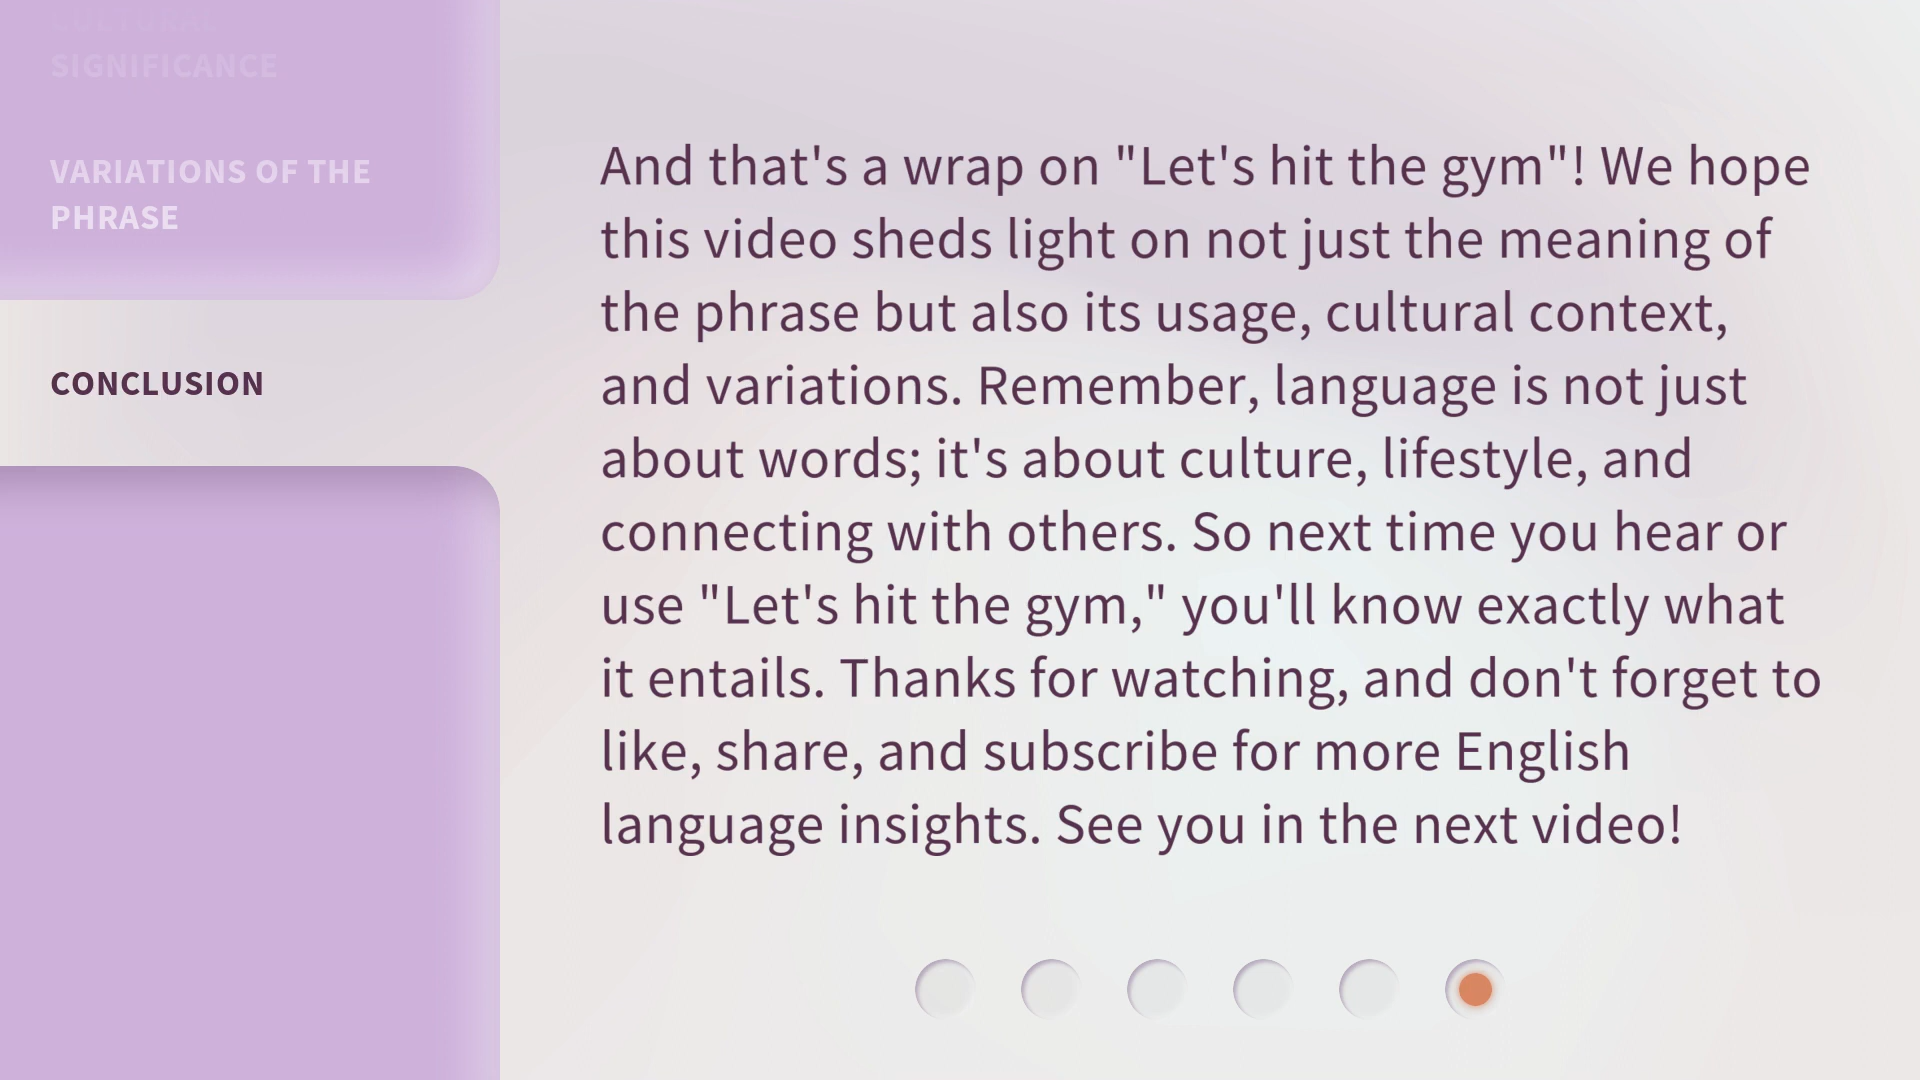 CULTURAL
SIGNIFICANCE
VARIATIONS OF THE
PHRASE
CONCLUSION
And that's a wrap on "Let's hit the gym"! We hope
this video sheds light on not just the meaning of
the phrase but also its usage, cultural context,
and variations. Remember, language is not just
about words; it's about culture, lifestyle, and
connecting with others. So next time you hear or
use "Let's hit the gym," you'll know exactly what
it entails. Thanks for watching, and don't forget to
like, share, and subscribe for more English
language insights. See you in the next video!